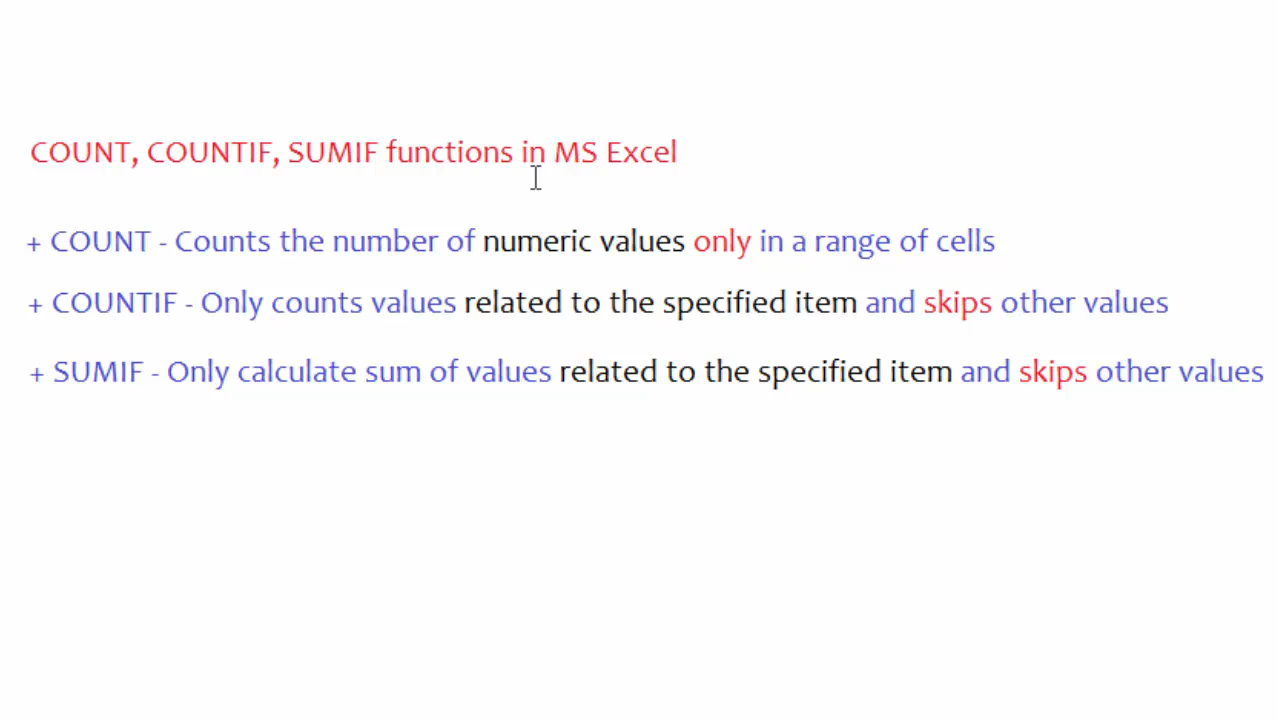 COUNT, COUNTIF, SUMIF functions in MS Excel
+ COUNT - Counts the number of numeric values only in a range of cells
+ COUNTIF - Only counts values related to the specified item and skips other values
+ SUMIF - Only calculate sum of values related to the specified item and skips other values